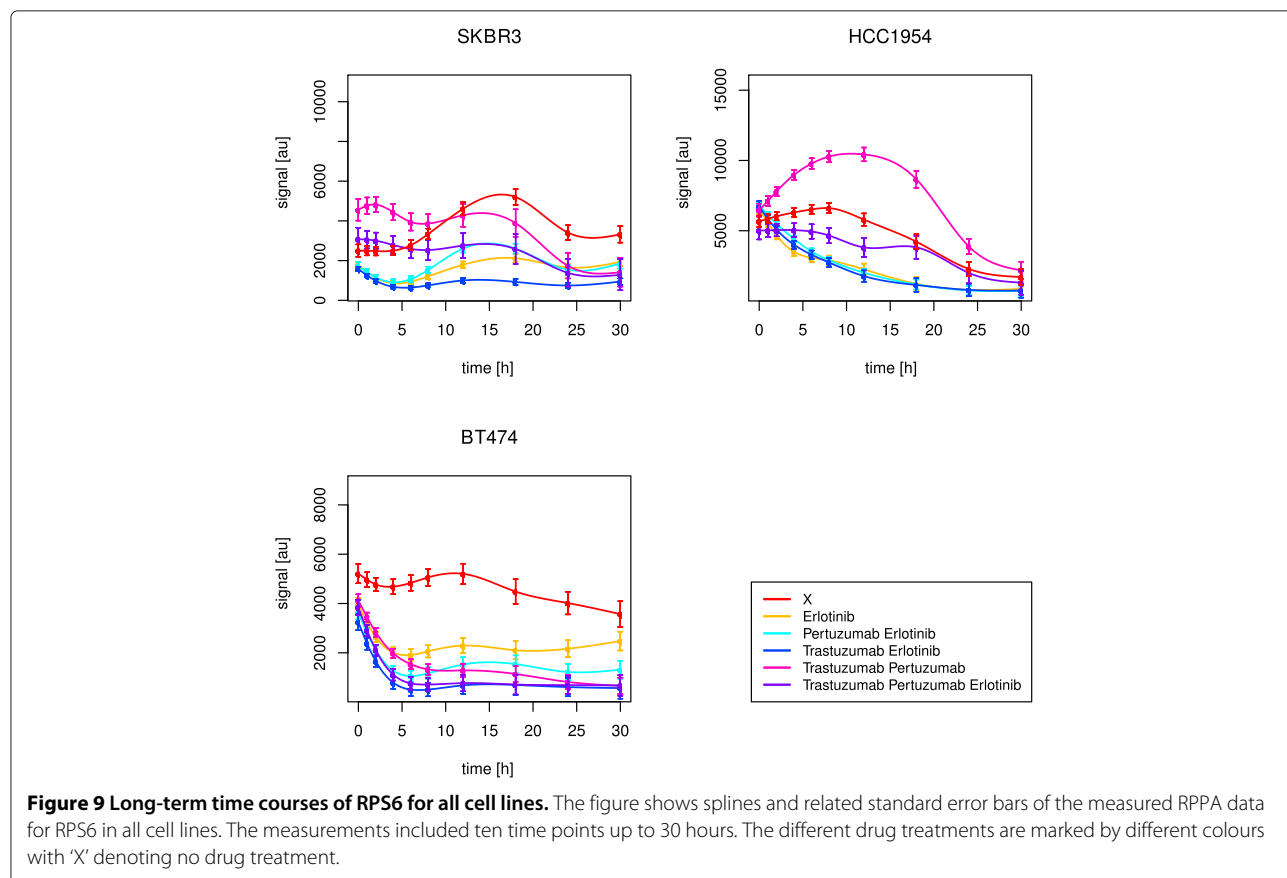 SKBR3
signal [au]
0 2000 6000 10000
0 5 10 15 20 25 30
time [h]
HCC1954
signal [au]
5000 10000 15000
0 5 10 15 20 25 30
time [h]
BT474
signal [au]
2000 4000 6000 8000
0 5 10 15 20 25 30
time [h]
X
Erlotinib
Pertuzumab Erlotinib
Trastuzumab Erlotinib
Trastuzumab Pertuzumab
Trastuzumab Pertuzumab Erlotinib
Figure 9 Long-term time courses of RPS6 for all cell lines. The figure shows splines and related standard error bars of the measured RPPA data
for RPS6 in all cell lines. The measurements included ten time points up to 30 hours. The different drug treatments are marked by different colours
with ‘X’ denoting no drug treatment.